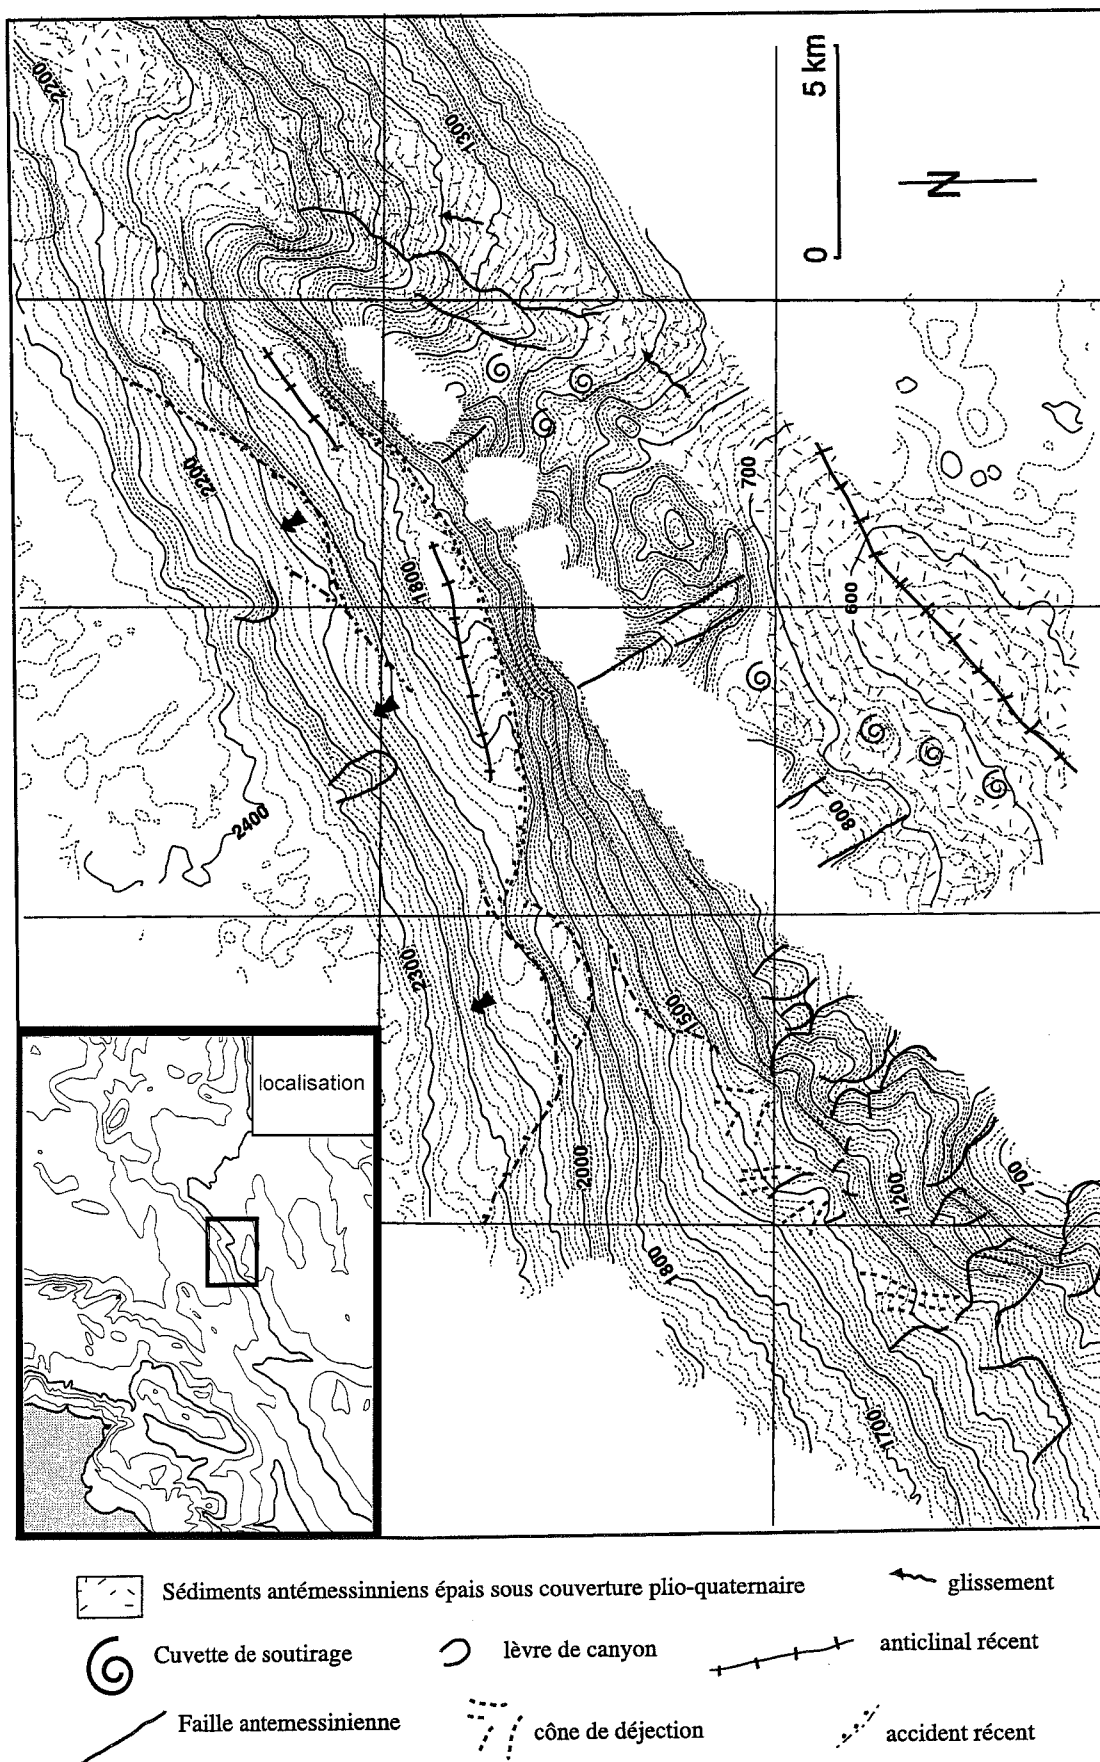 2200
1300
5 km
0
N
2200
1800
700
600
800
2400
2300
1500
localisation
2000
1200
700
1800
1700
Sédiments antémessinniens épais sous couverture plio-quaternaire
glissement
Cuvette de soutirage
lèvre de canyon
anticlinal récent
Faille antemessinienne
cône de déjection
accident récent